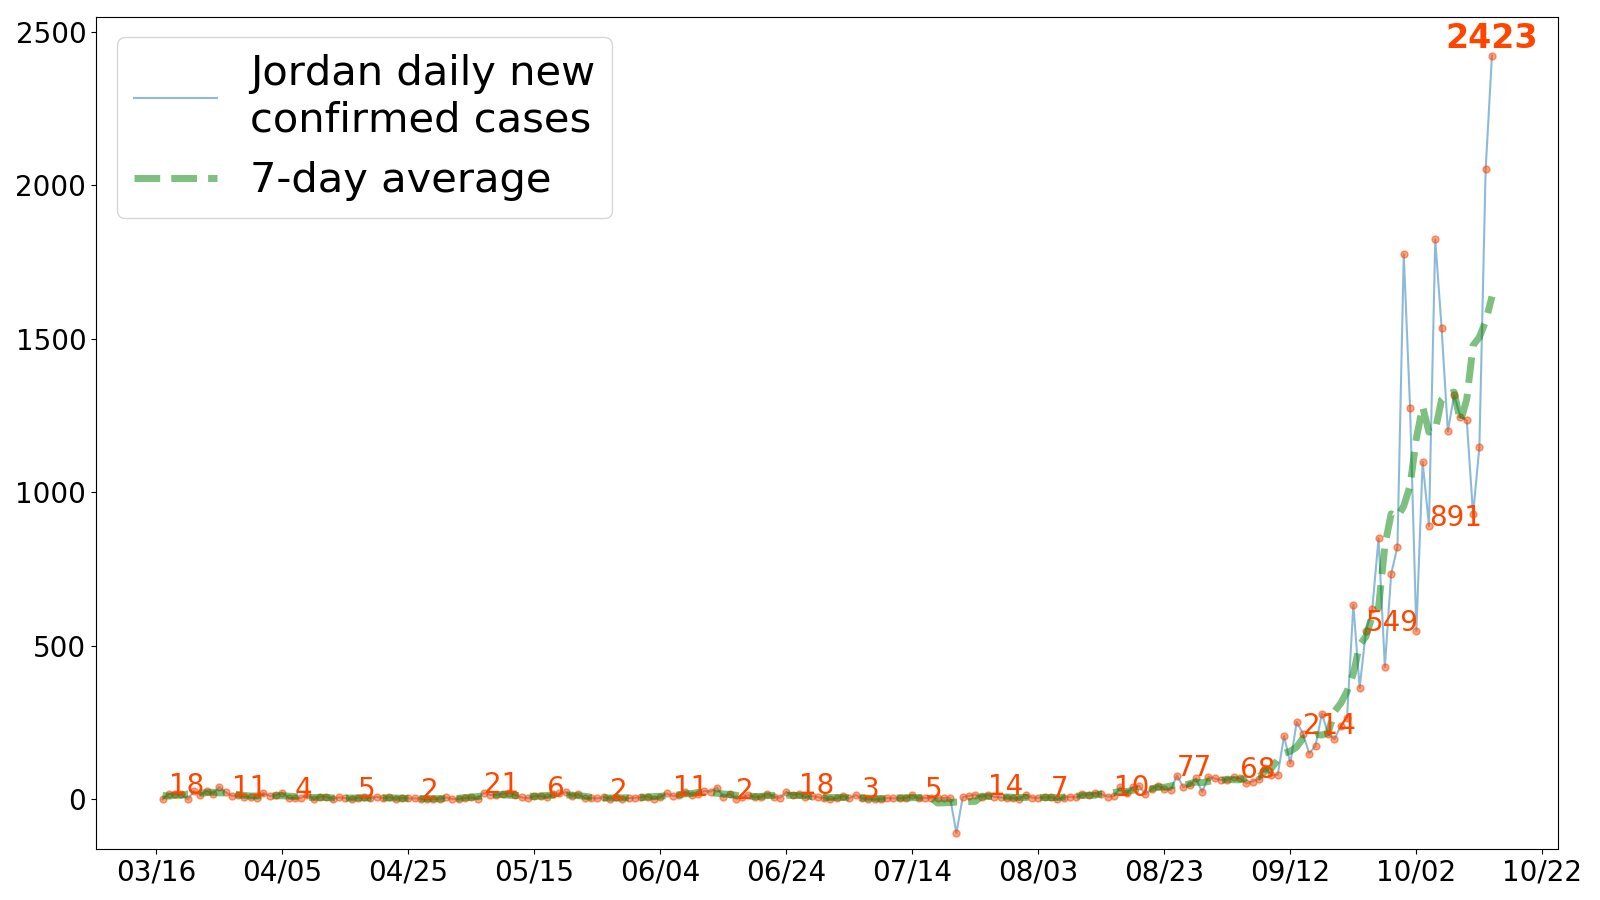 2500
2423
Jordan daily new
confirmed cases
7-day average
2000
1500
1000
891
500
549
214
0
18 11 4 5 2 21 6 2 11 2 18 3 5 14 7 10 77 68
03/16 04/05 04/25 05/15 06/04 06/24 07/14 08/03 08/23 09/12 10/02 10/22